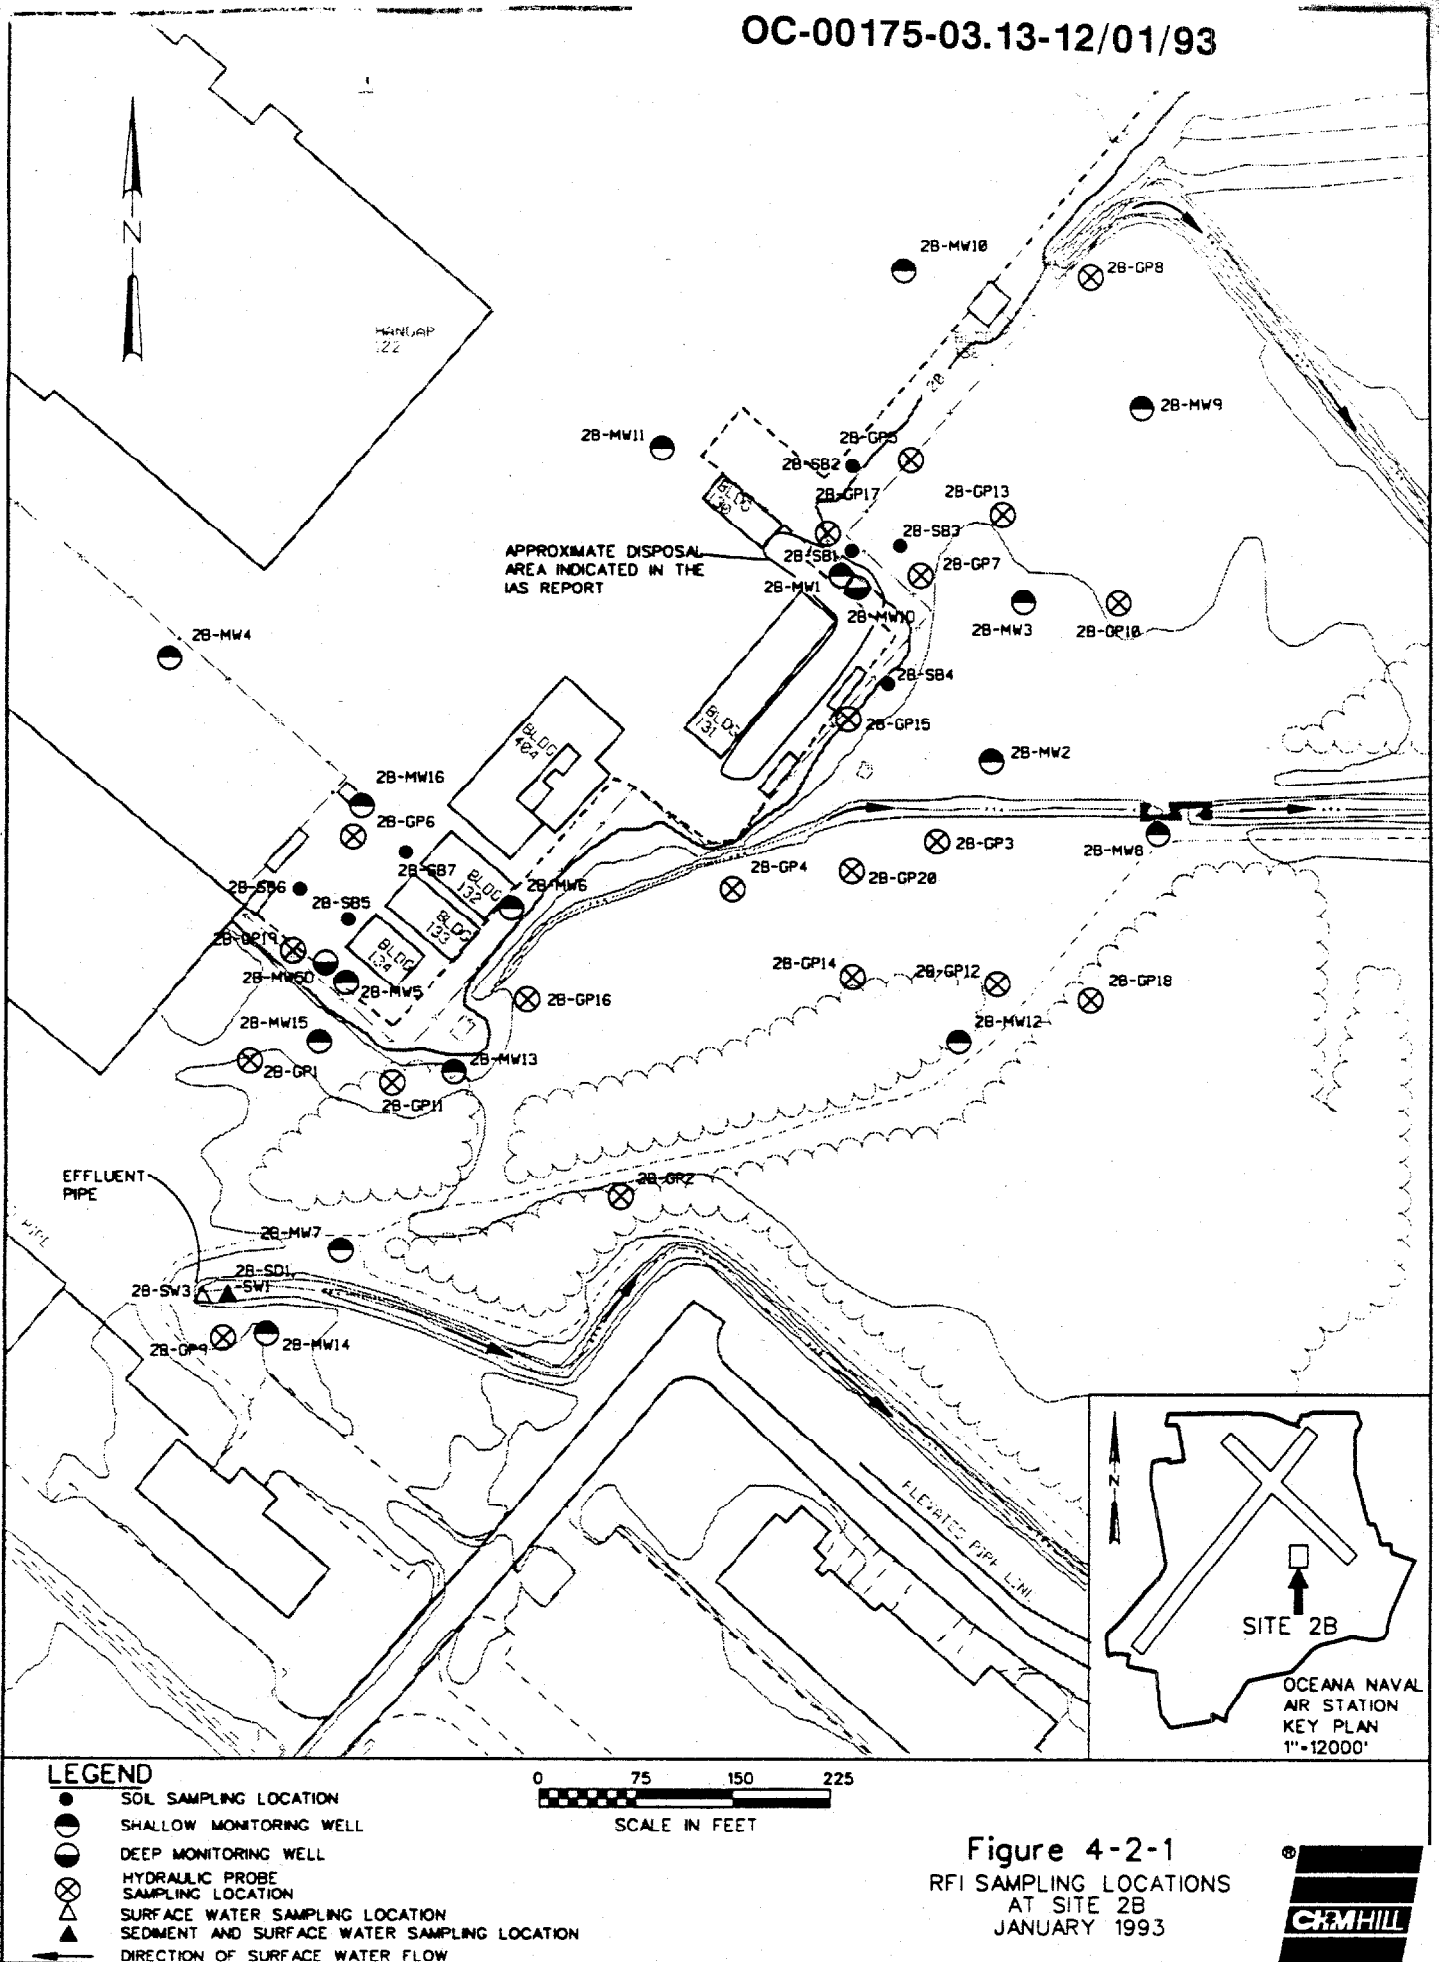 OC-00175-03.13-12/01/93
N
2B-MW10
2B-GP8
122
20
2B-MW9
2B-MW11
2B-GP5
2B-SB2
2B-GP17
2B-GP13
BLDG
130
2B-SB3
APPROXIMATE DISPOSAL
AREA INDICATED IN THE
IAS REPORT
2B-SB1
2B-GP7
2B-MW1
2B-MW1D
2B-MW3
2B-GP10
2B-MW4
2B-SB4
BLDG
131
2B-GP15
BLDG
404
2B-MW2
2B-MW16
2B-GP6
2B-MW8
2B-GP3
2B-SB7
2B-GP4
2B-GP20
2B-SB6
BLDG
132
2B-MW6
2B-SB5
BLDG
133
2B-GP19
BLDG
134
2B-MW5D
2B-MW5
2B-GP14
2B-GP12
2B-GP18
2B-GP16
2B-MW15
2B-MW12
2B-GP1
2B-MW13
2B-GP11
EFFLUENT
PIPE
2B-GP2
PIPE
2B-MW7
2B-SD1,
2B-SW3
-SW1
2B-GP9
2B-MW14
ELEVATED PIPE LINE
N
SITE 2B
OCEANA NAVAL
AIR STATION
KEY PLAN
1"=12000'
LEGEND
SOIL SAMPLING LOCATION
SHALLOW MONITORING WELL
DEEP MONITORING WELL
HYDRAULIC PROBE
SAMPLING LOCATION
SURFACE WATER SAMPLING LOCATION
SEDIMENT AND SURFACE WATER SAMPLING LOCATION
DIRECTION OF SURFACE WATER FLOW
0 75 150 225
SCALE IN FEET
Figure 4-2-1
RFI SAMPLING LOCATIONS
AT SITE 2B
JANUARY 1993
®
CH2M HILL